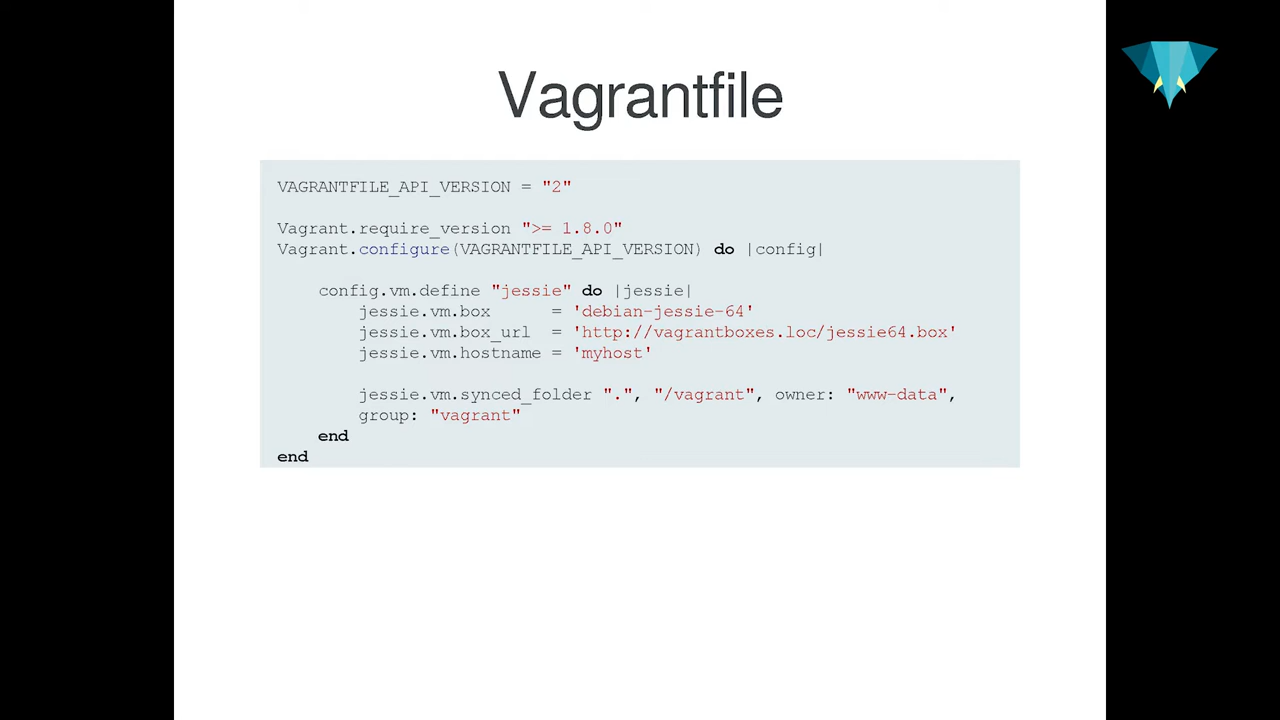 Vagrantfile
VAGRANTFILE_API_VERSION = "2"
Vagrant.require_version ">= 1.8.0"
Vagrant.configure(VAGRANTFILE_API_VERSION) do |config|
    config.vm.define "jessie" do |jessie|
        jessie.vm.box      = 'debian-jessie-64'
        jessie.vm.box_url  = 'http://vagrantboxes.loc/jessie64.box'
        jessie.vm.hostname = 'myhost'
        jessie.vm.synced_folder ".", "/vagrant", owner: "www-data",
        group: "vagrant"
    end
end